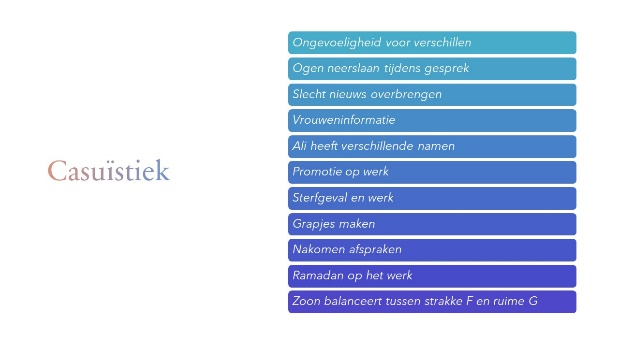 Casuïstiek
Ongevoeligheid voor verschillen
Ogen neerslaan tijdens gesprek
Slecht nieuws overbrengen
Vrouweninformatie
Ali heeft verschillende namen
Promotie op werk
Sterfgeval en werk
Grapjes maken
Nakomen afspraken
Ramadan op het werk
Zoon balanceert tussen strakke F en ruime G